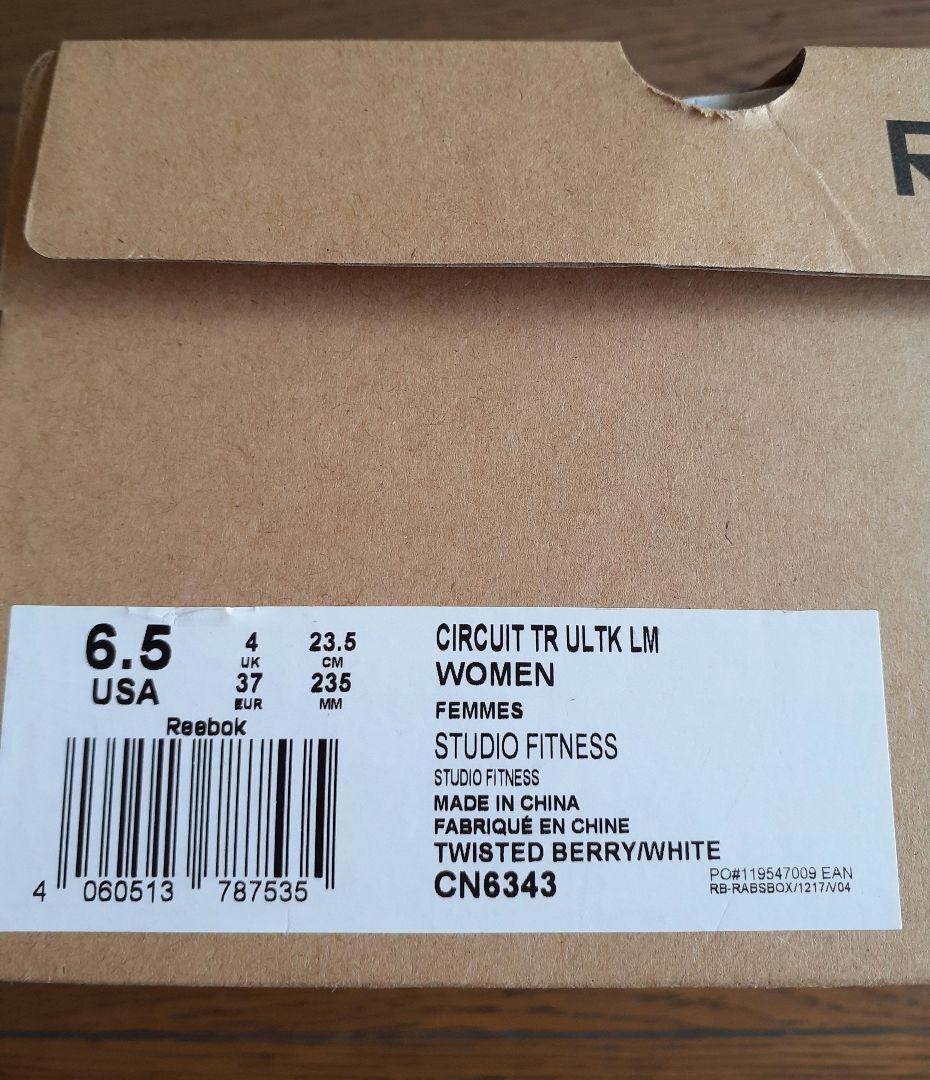 R
6.5
USA
4
UK
37
EUR
23.5
CM
235
MM
Reebok
4 060513 787535
CIRCUIT TR ULTK LM
WOMEN
FEMMES
STUDIO FITNESS
STUDIO FITNESS
MADE IN CHINA
FABRIQUÉ EN CHINE
TWISTED BERRY/WHITE
CN6343
PO#119547009 EAN
RB-RABSBOX/1217/V04